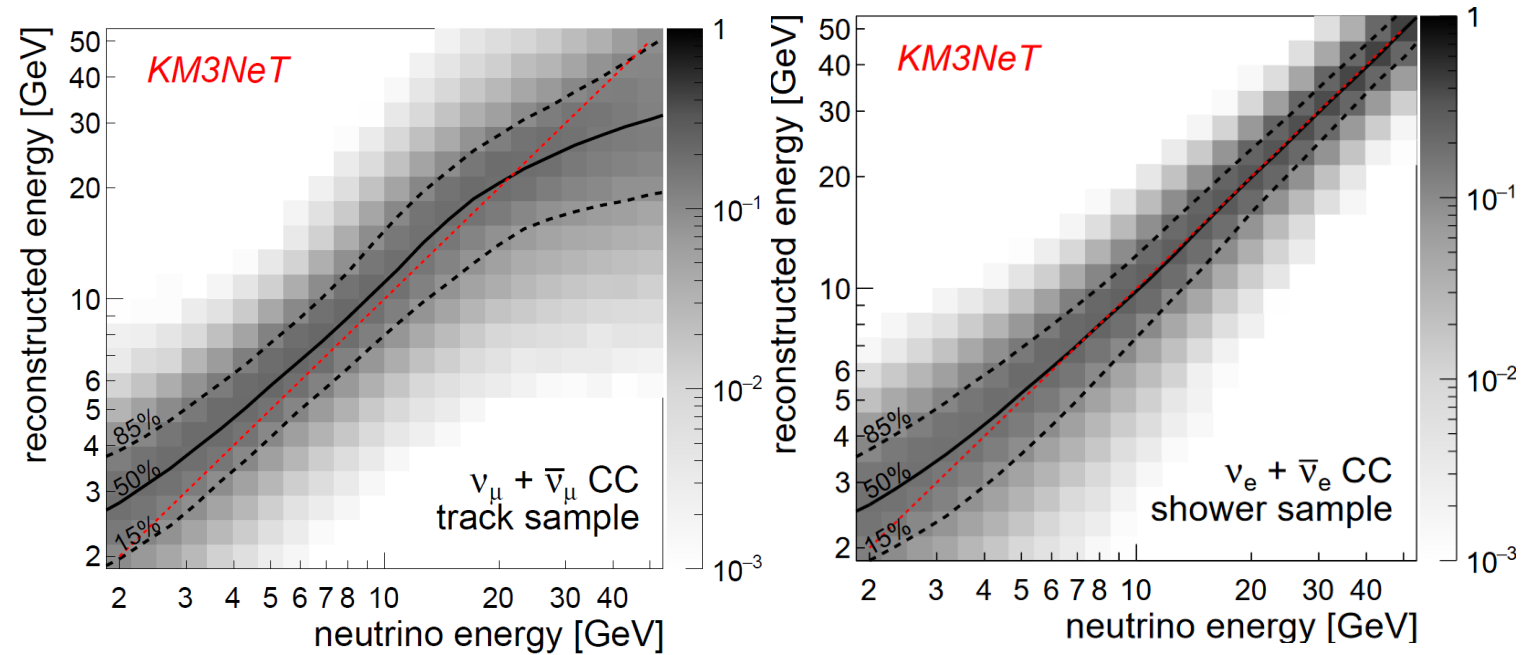 KM3NeT
reconstructed energy [GeV]
50
40
30
20
10
6
5
4
3
2
85%
50%
15%
ν_μ + ν̅_μ CC
track sample
2 3 4 5 6 7 8 10 20 30 40
neutrino energy [GeV]
1
10⁻¹
10⁻²
10⁻³
KM3NeT
reconstructed energy [GeV]
50
40
30
20
10
6
5
4
3
2
85%
50%
15%
ν_e + ν̅_e CC
shower sample
2 3 4 5 6 7 8 10 20 30 40
neutrino energy [GeV]
1
10⁻¹
10⁻²
10⁻³